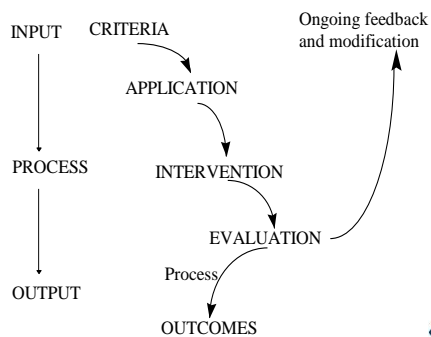 INPUT
CRITERIA
Ongoing feedback
and modification
APPLICATION
PROCESS
INTERVENTION
EVALUATION
Process
OUTPUT
OUTCOMES